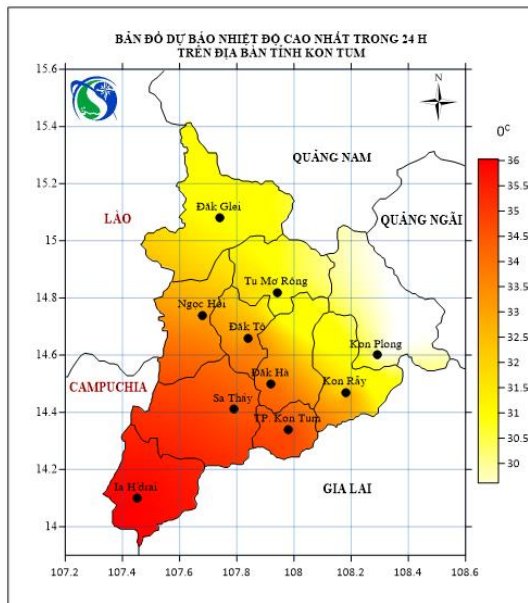 BẢN ĐỒ DỰ BÁO NHIỆT ĐỘ CAO NHẤT TRONG 24 H
TRÊN ĐỊA BÀN TỈNH KON TUM
15.6
15.4
15.2
15
14.8
14.6
14.4
14.2
14
107.2 107.4 107.6 107.8 108 108.2 108.4 108.6
N
QUẢNG NAM
QUẢNG NGÃI
LÀO
CAMPUCHIA
GIA LAI
Đăk Glei
Tu Mơ Rông
Ngọc Hồi
Đăk Tô
Kon Plong
Đăk Hà
Kon Rẫy
Sa Thầy
TP. Kon Tum
Ia H'drai
0C
36
35.5
35
34.5
34
33.5
33
32.5
32
31.5
31
30.5
30